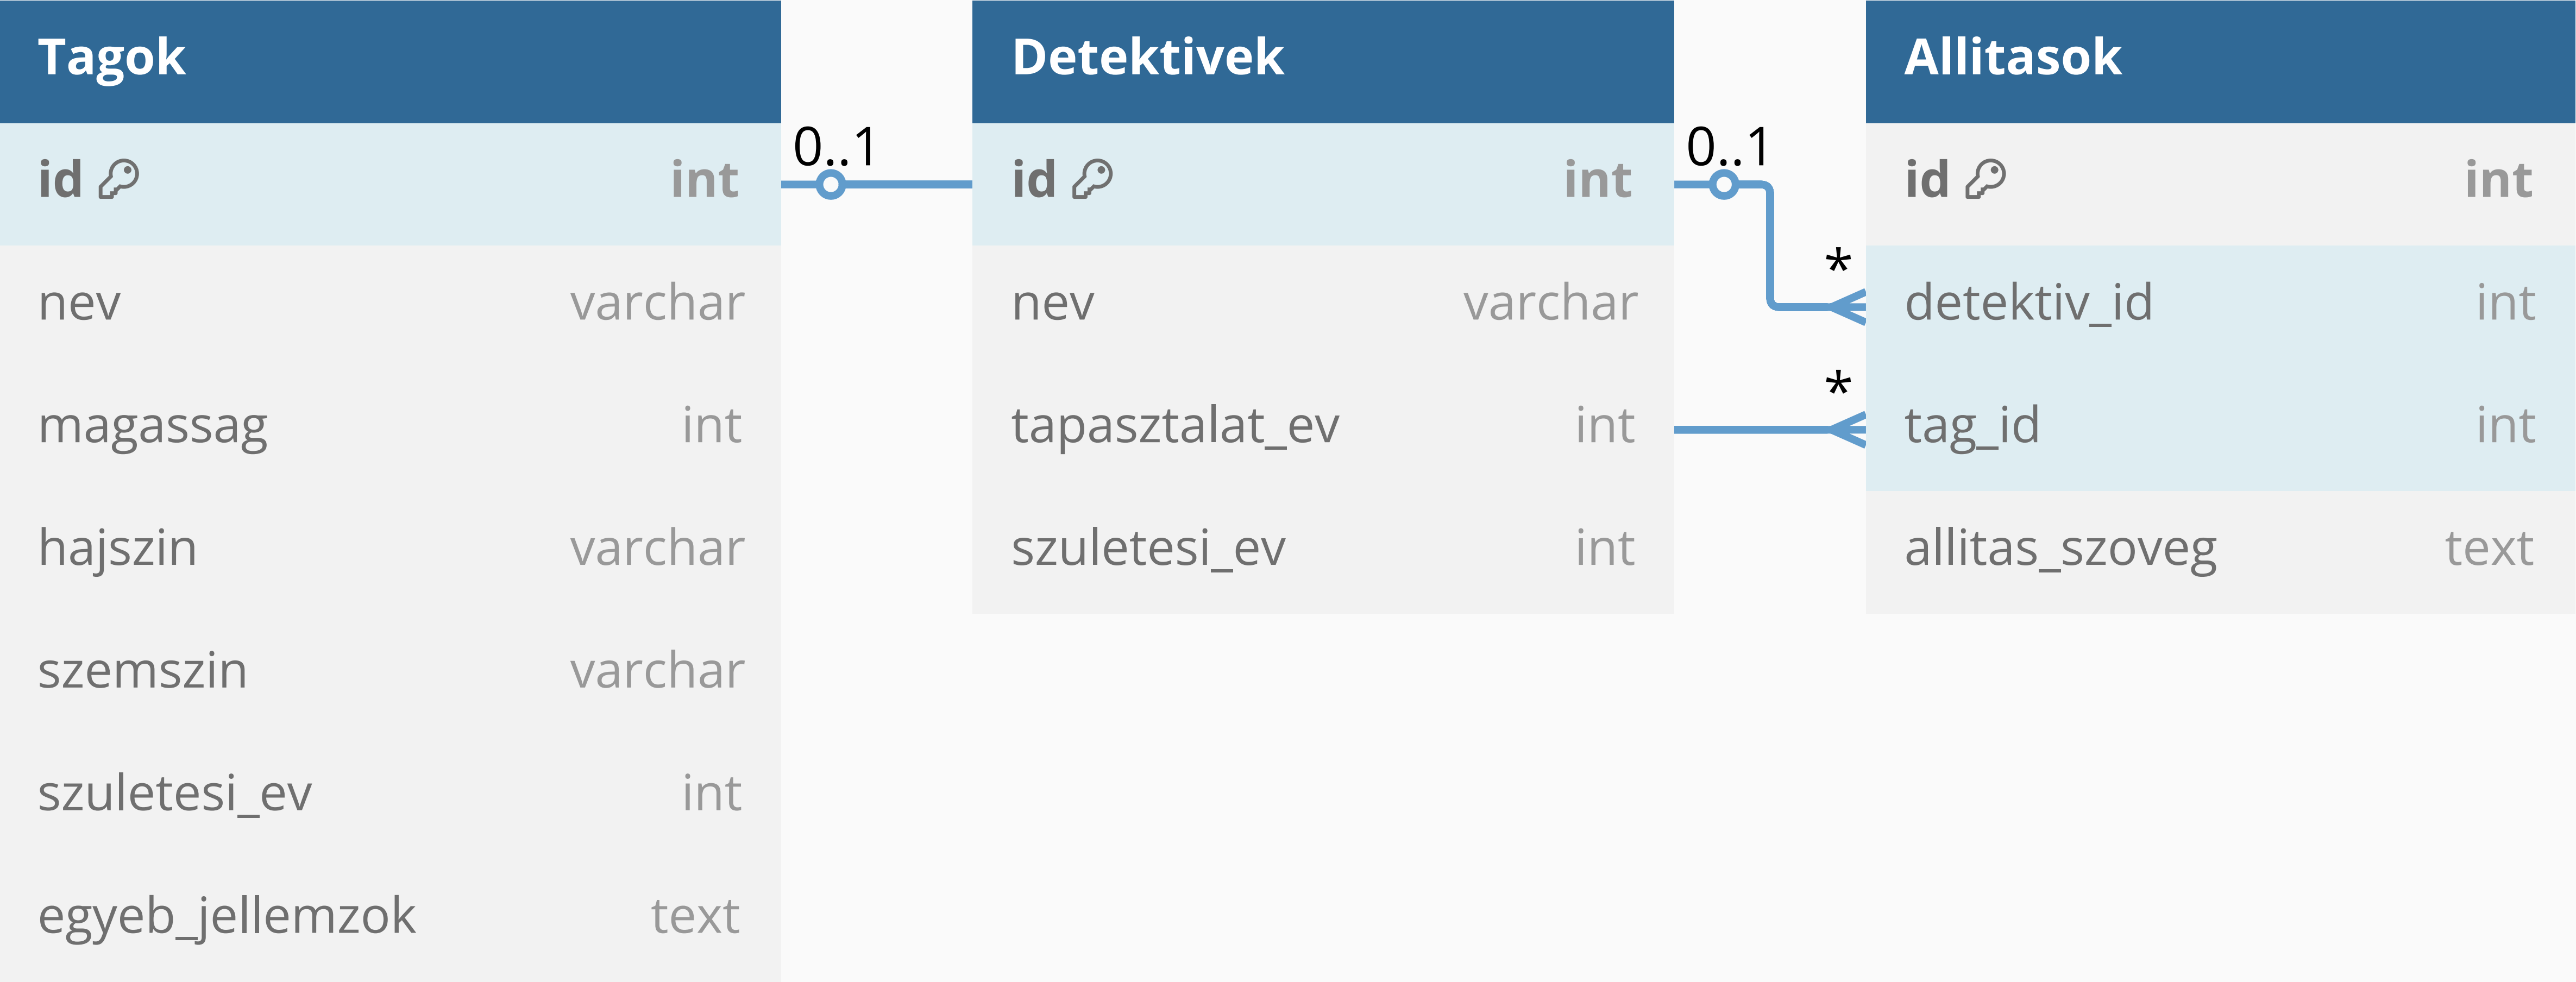 Tagok
id int
nev varchar
magassag int
hajszin varchar
szemszin varchar
szuletesi_ev int
egyeb_jellemzok text
0..1
Detektivek
id int
nev varchar
tapasztalat_ev int
szuletesi_ev int
0..1
*
*
Allitasok
id int
detektiv_id int
tag_id int
allitas_szoveg text